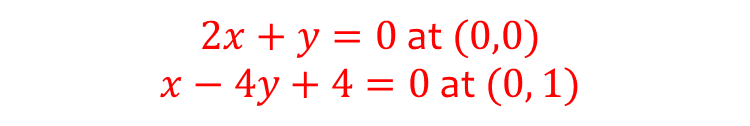 2x + y = 0 at (0,0)
x − 4y + 4 = 0 at (0, 1)